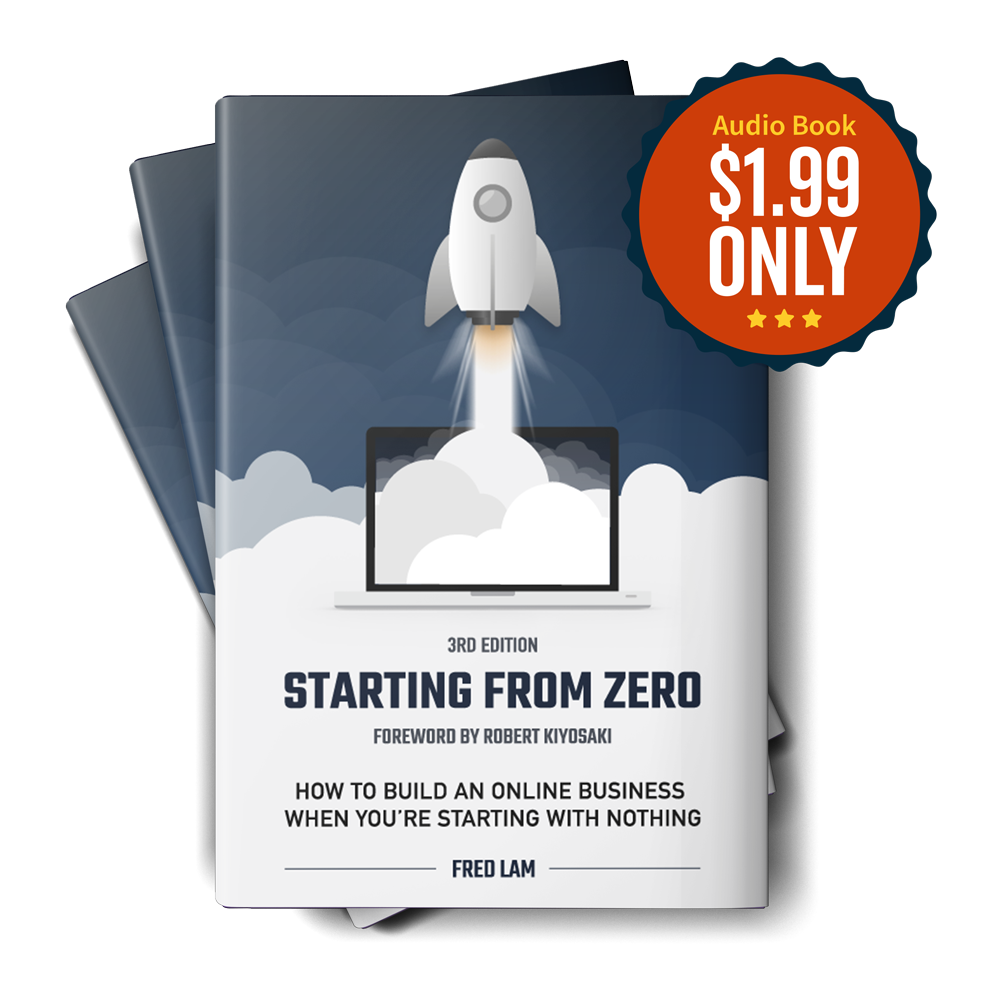 Audio Book
$1.99
ONLY
3RD EDITION
STARTING FROM ZERO
FOREWORD BY ROBERT KIYOSAKI
HOW TO BUILD AN ONLINE BUSINESS
WHEN YOU'RE STARTING WITH NOTHING
FRED LAM